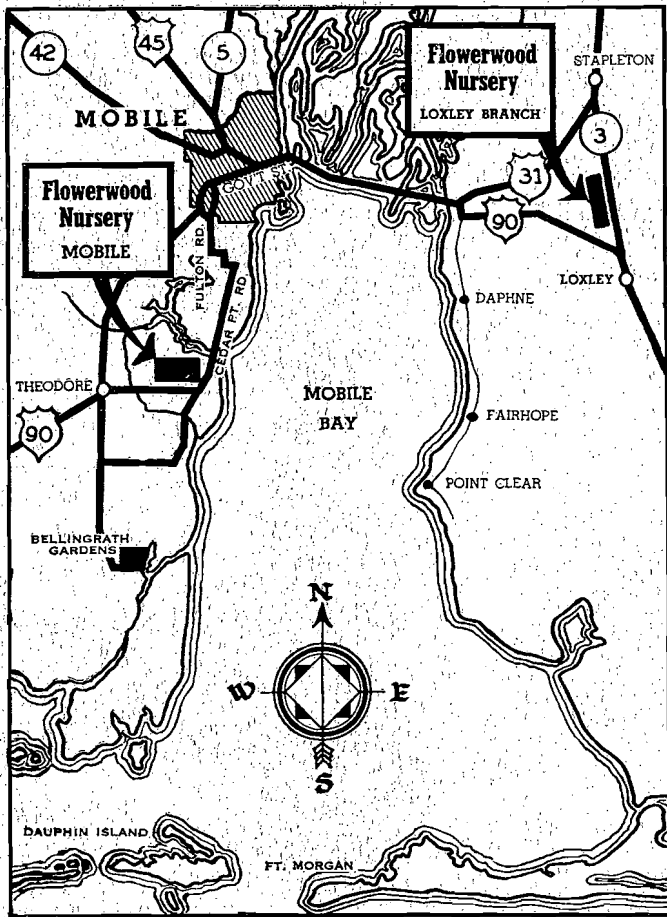 42
45
5
Flowerwood
Nursery
LOXLEY BRANCH
STAPLETON
MOBILE
3
31
90
GOV'T ST.
Flowerwood
Nursery
MOBILE
FULTON RD.
CEDAR PT. RD.
LOXLEY
DAPHNE
THEODORE
MOBILE
BAY
90
FAIRHOPE
POINT CLEAR
BELLINGRATH
GARDENS
N
W
E
S
DAUPHIN ISLAND
FT. MORGAN